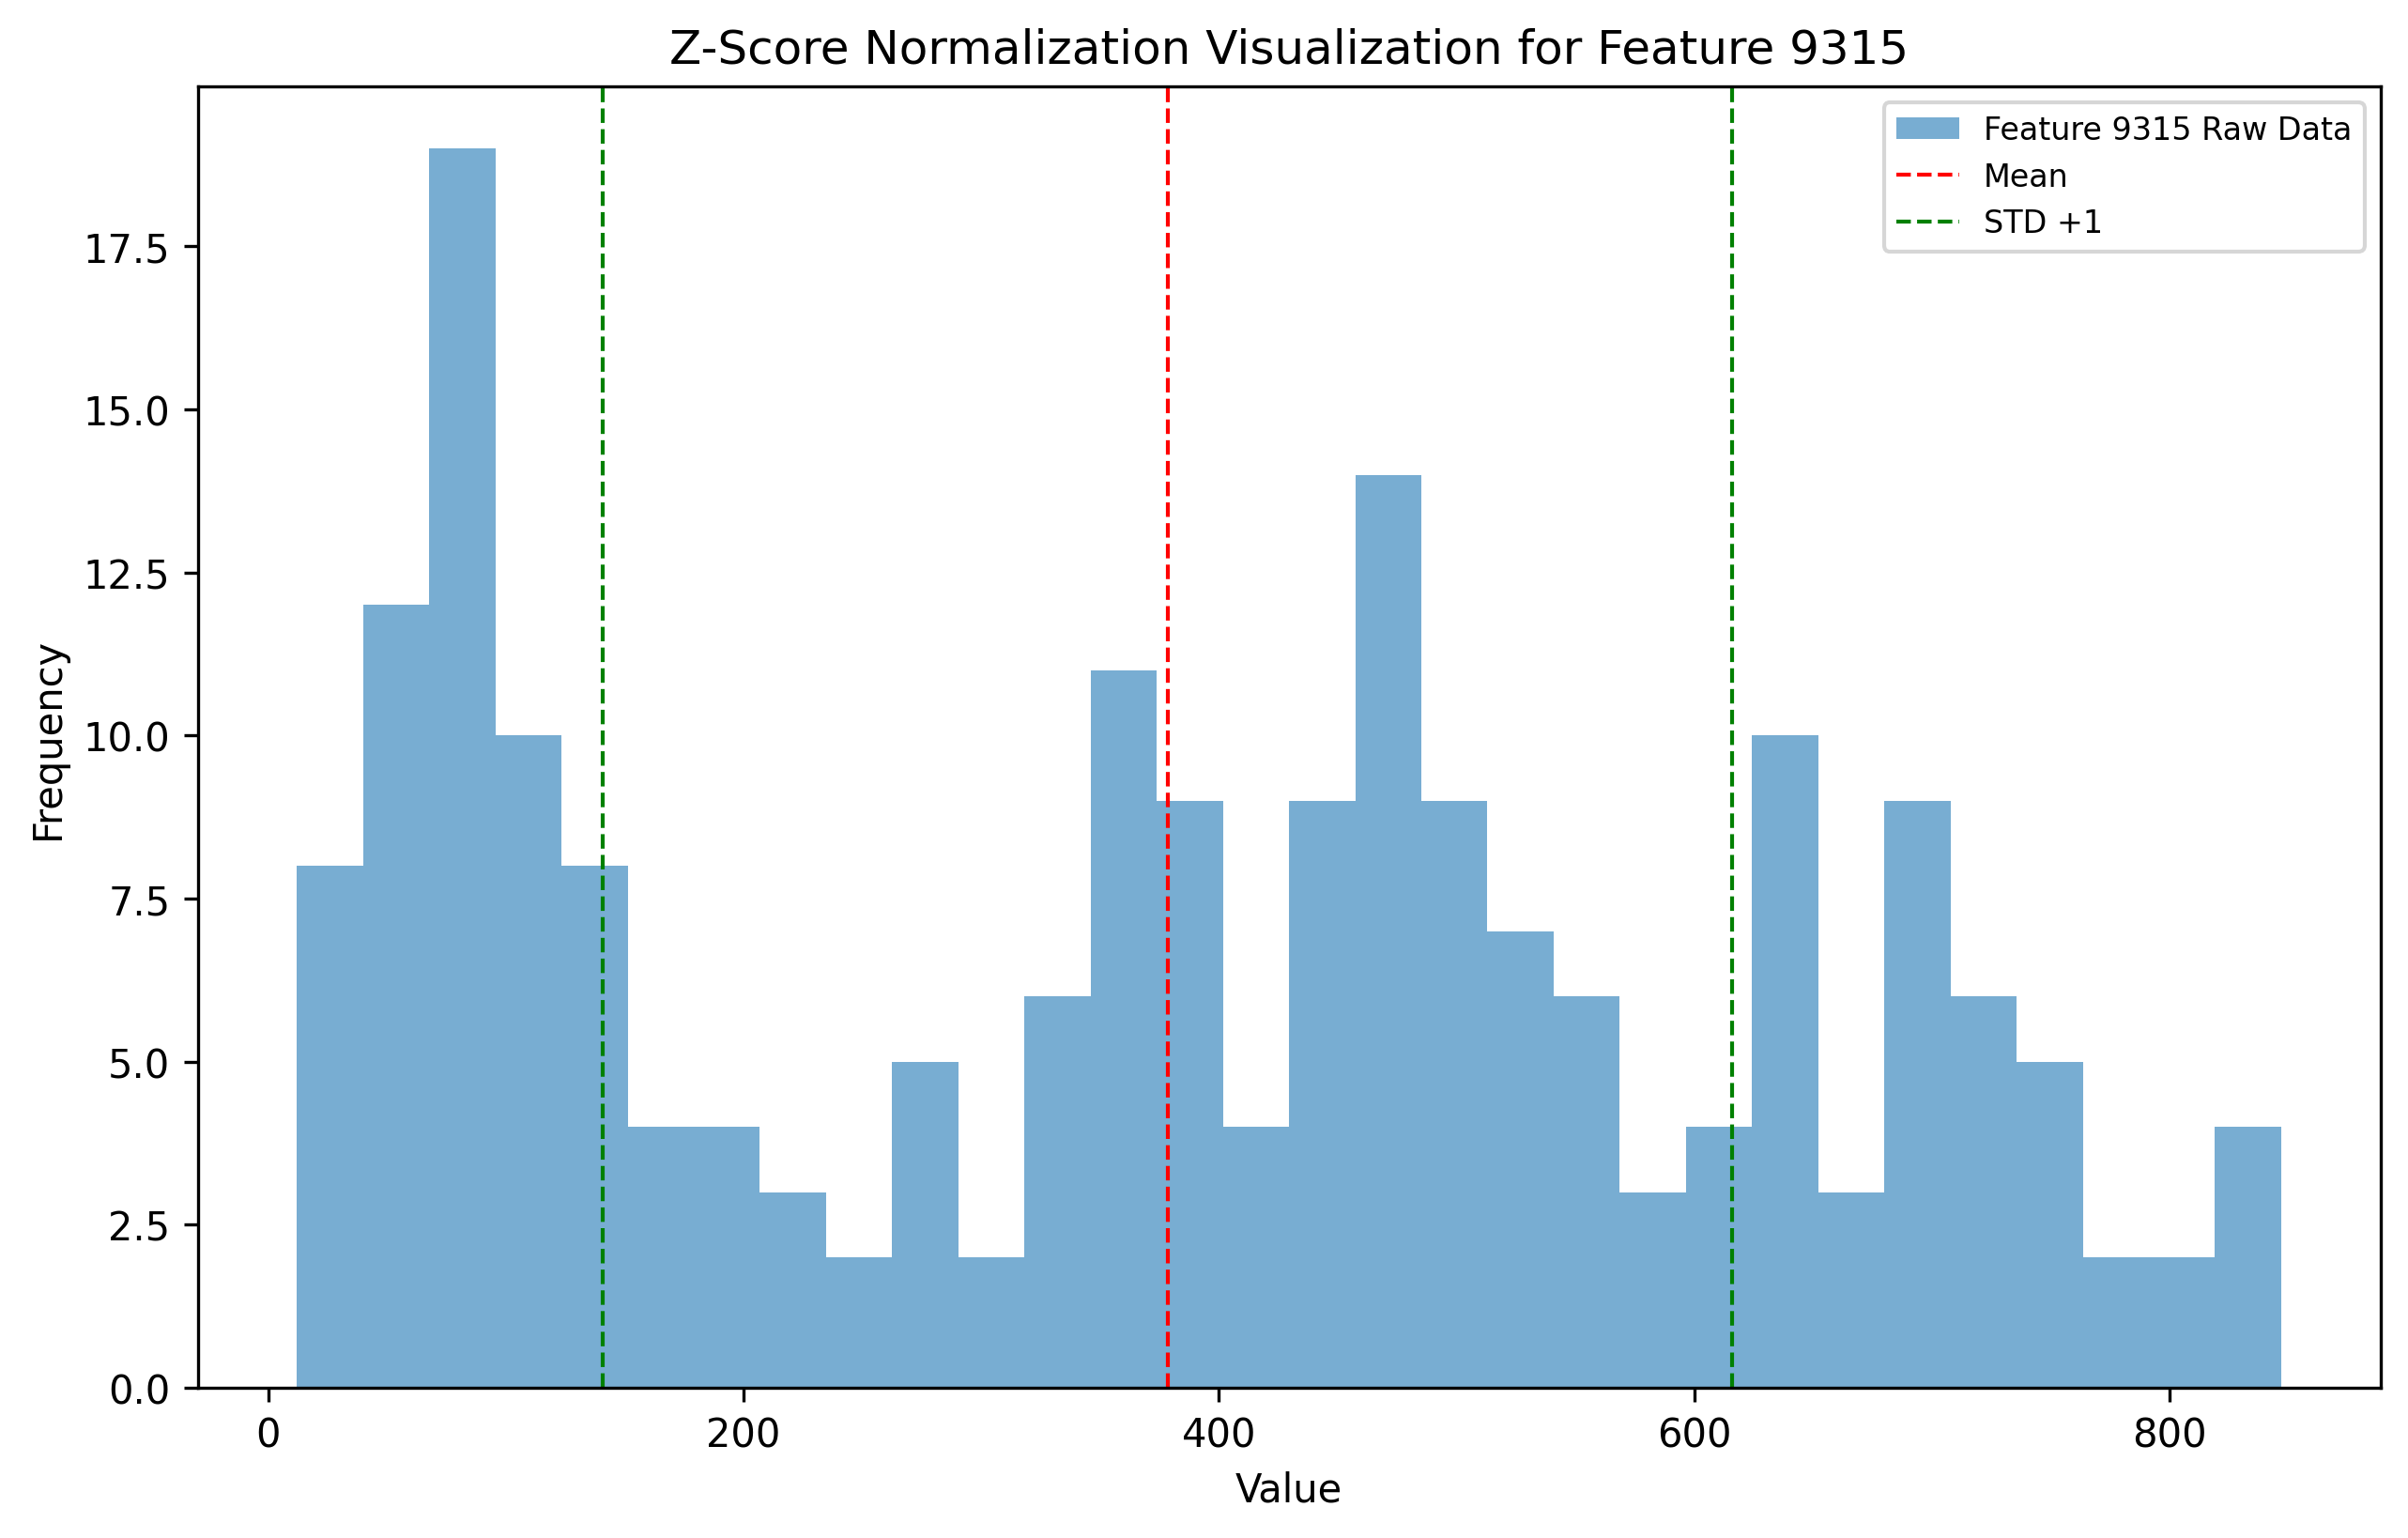 Z-Score Normalization Visualization for Feature 9315
Feature 9315 Raw Data
Mean
STD +1
17.5
15.0
12.5
10.0
7.5
5.0
2.5
0.0
Frequency
0 200 400 600 800
Value